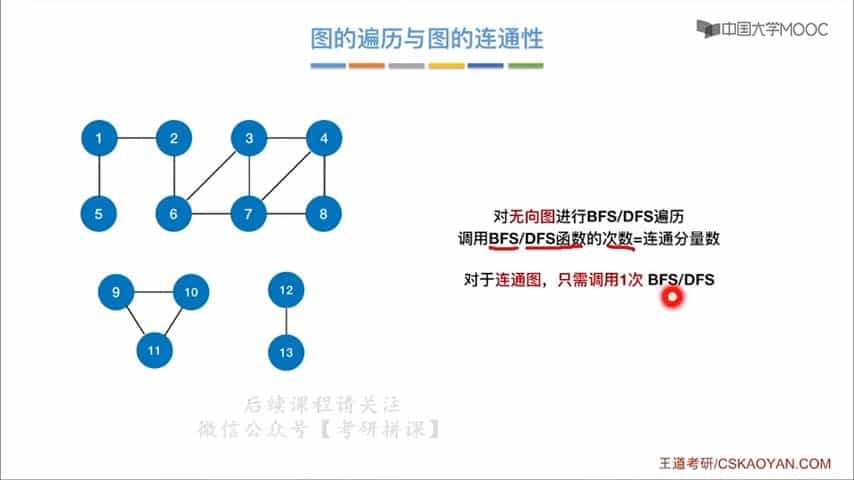 图的遍历与图的连通性
中国大学MOOC
1
2
3
4
5
6
7
8
对无向图进行BFS/DFS遍历
调用BFS/DFS函数的次数=连通分量数
对于连通图，只需调用1次 BFS/DFS
9
10
12
11
13
后续课程请关注
微信公众号【考研拼课】
王道考研/CSKAOYAN.COM